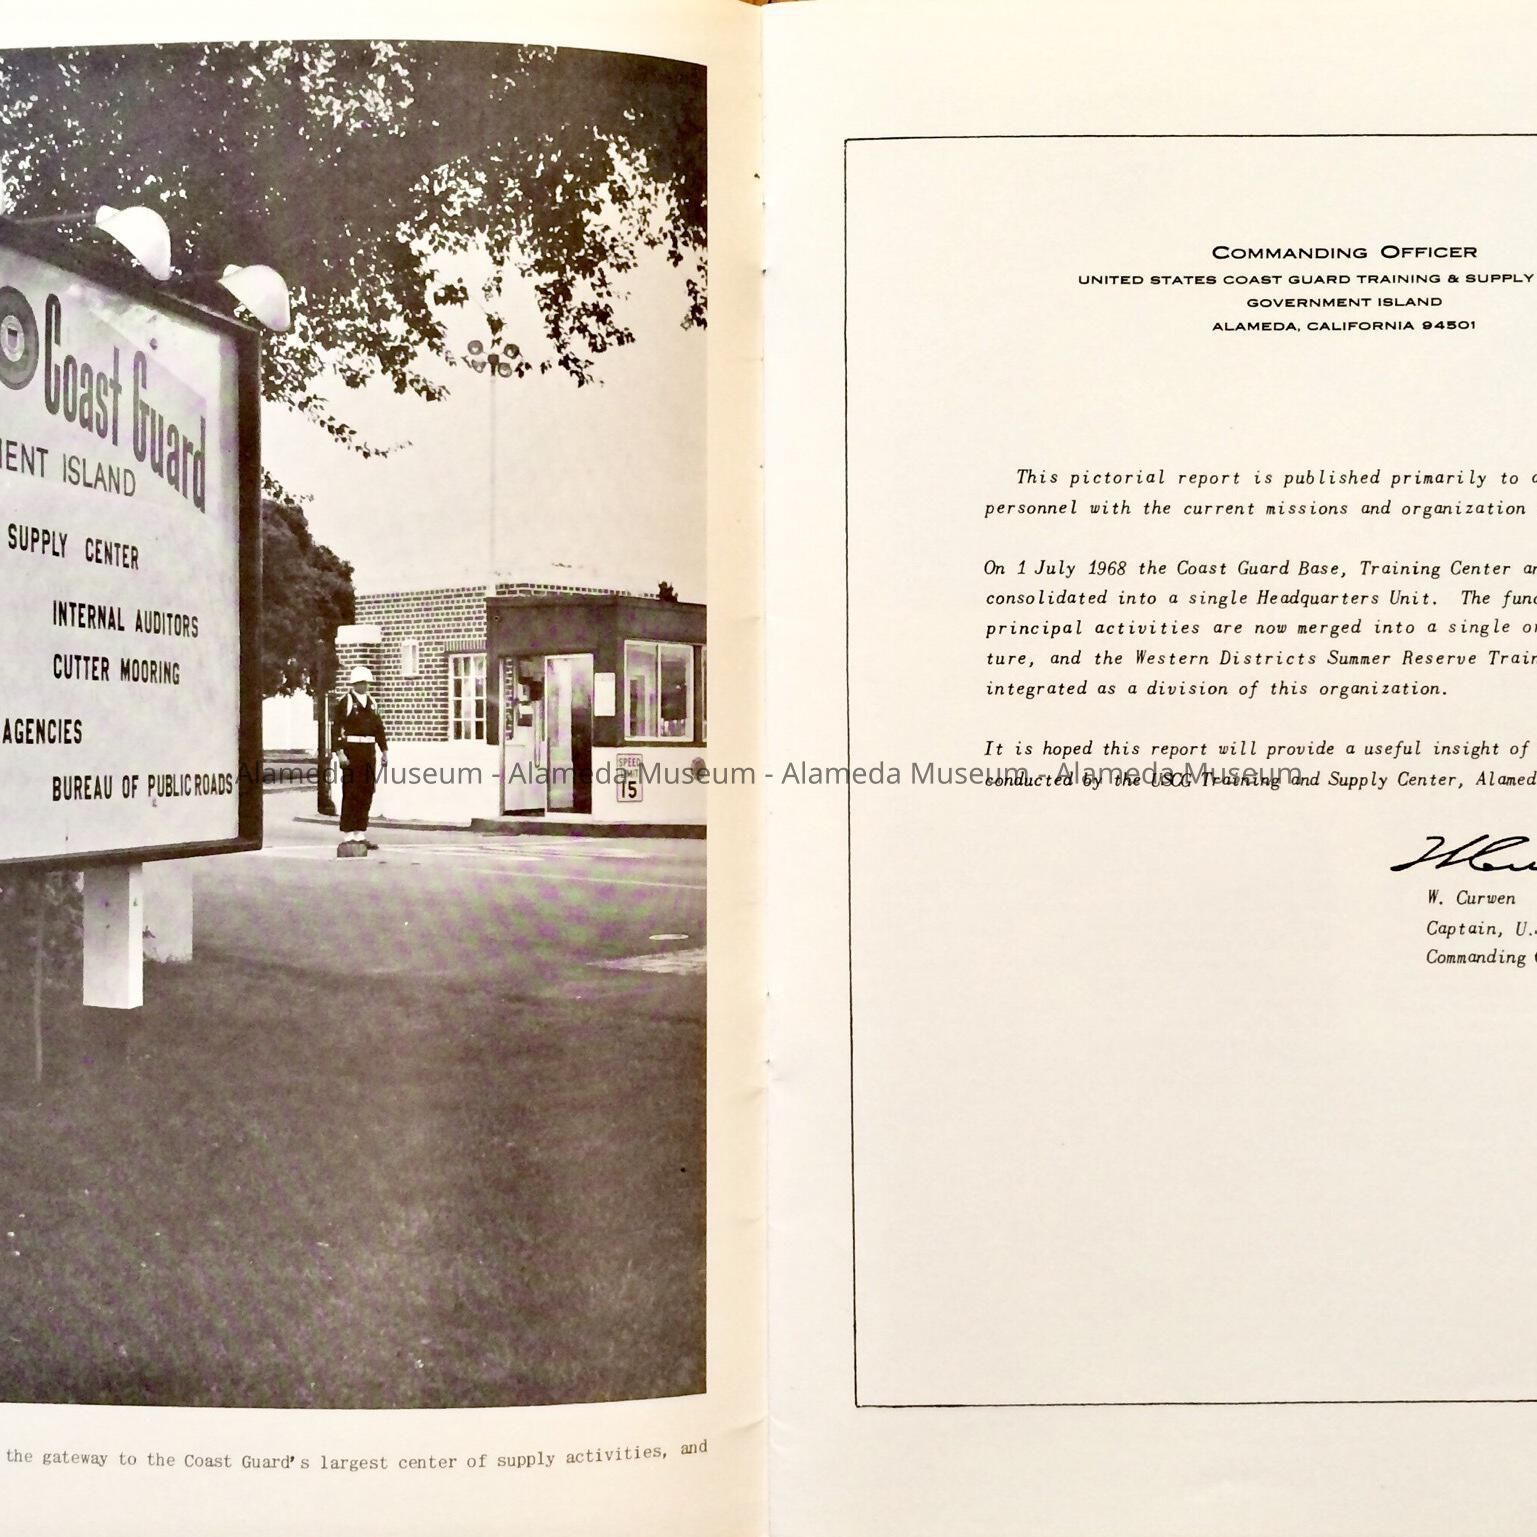 Coast Guard
ISLAND
SUPPLY CENTER
INTERNAL AUDITORS
CUTTER MOORING
AGENCIES
BUREAU OF PUBLIC ROADS
SPEED
LIMIT
15
the gateway to the Coast Guard's largest center of supply activities, and
COMMANDING OFFICER
UNITED STATES COAST GUARD TRAINING & SUPPLY
GOVERNMENT ISLAND
ALAMEDA, CALIFORNIA 94501
This pictorial report is published primarily to
personnel with the current missions and organization
On 1 July 1968 the Coast Guard Base, Training Center
consolidated into a single Headquarters Unit. The
principal activities are now merged into a single
ture, and the Western Districts Summer Reserve
integrated as a division of this organization.
It is hoped this report will provide a useful insight of
conducted by the USCG Training and Supply Center,
W. Curwen
Captain,
Commanding
Alameda Museum - Alameda Museum - Alameda Museum - Alameda Museum